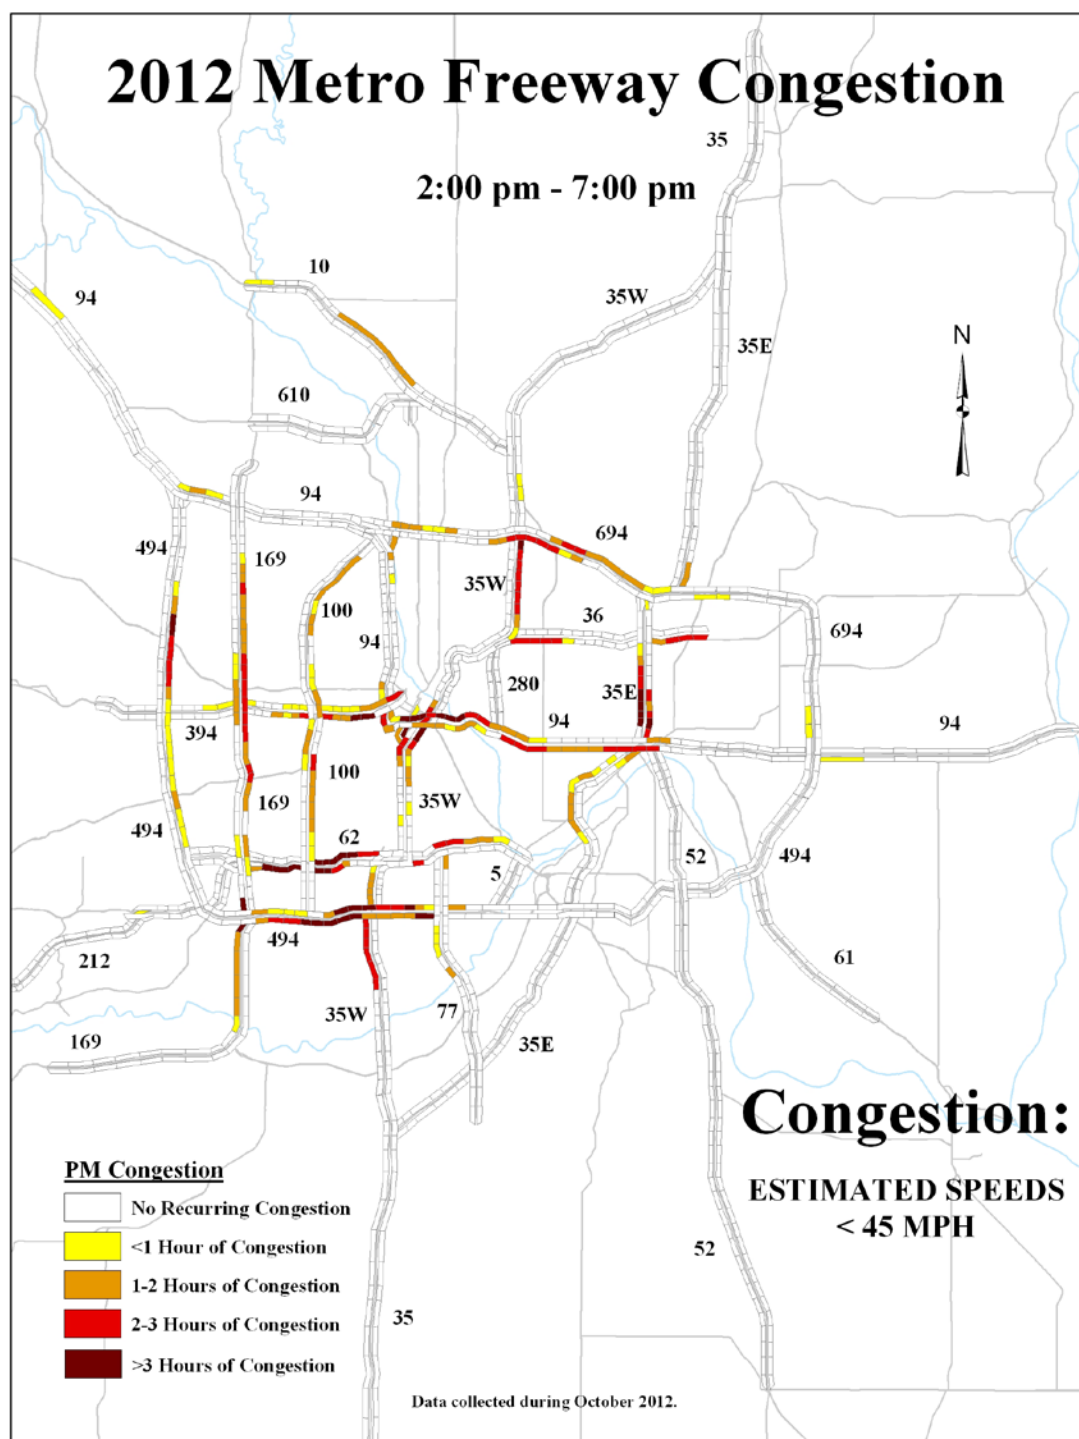 2012 Metro Freeway Congestion
35
2:00 pm - 7:00 pm
10
94
35W
N
35E
610
94
694
494
169
35W
100
36
94
694
280
35E
94
94
394
100
169
35W
494
62
52
494
5
494
212
61
35W
77
35E
169
Congestion:
ESTIMATED SPEEDS
< 45 MPH
PM Congestion
No Recurring Congestion
<1 Hour of Congestion
1-2 Hours of Congestion
2-3 Hours of Congestion
>3 Hours of Congestion
52
35
Data collected during October 2012.